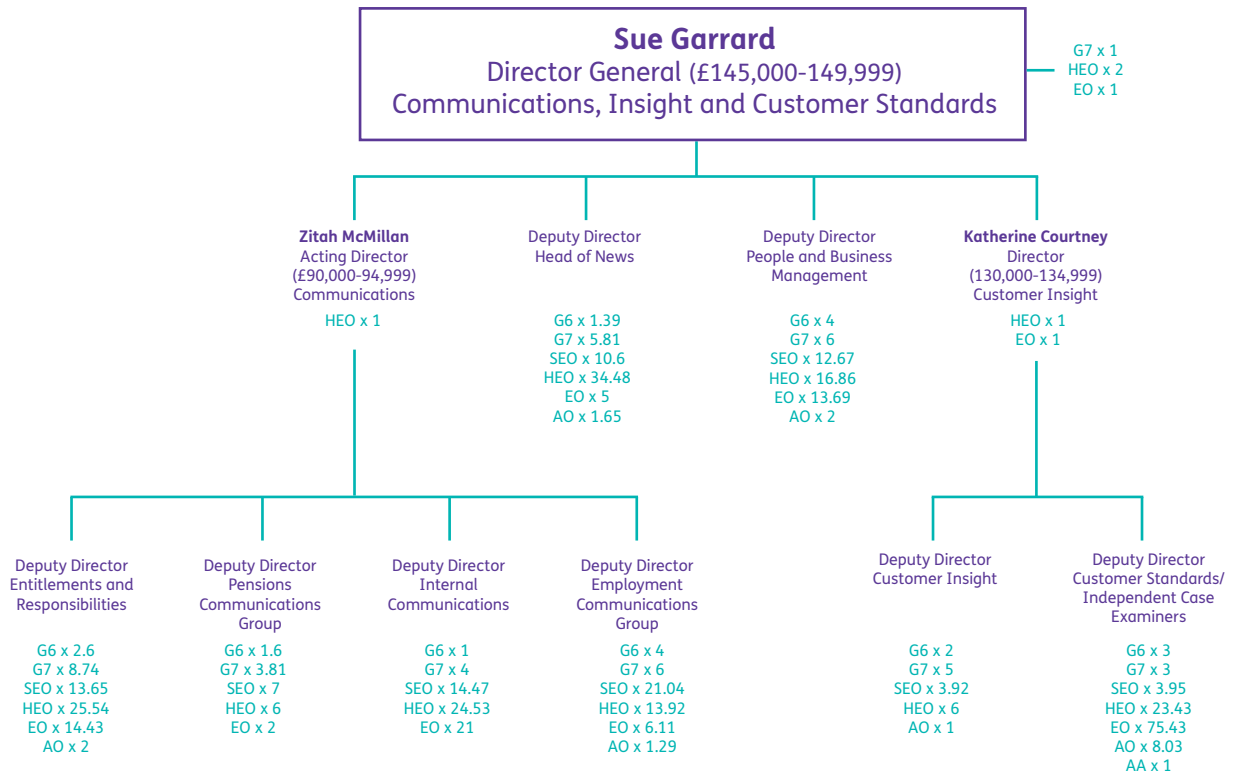 Sue Garrard
Director General (£145,000-149,999)
Communications, Insight and Customer Standards
G7 x 1
HEO x 2
EO x 1
Zitah McMillan
Acting Director
(£90,000-94,999)
Communications
HEO x 1
Deputy Director
Head of News
G6 x 1.39
G7 x 5.81
SEO x 10.6
HEO x 34.48
EO x 5
AO x 1.65
Deputy Director
People and Business
Management
G6 x 4
G7 x 6
SEO x 12.67
HEO x 16.86
EO x 13.69
AO x 2
Katherine Courtney
Director
(130,000-134,999)
Customer Insight
HEO x 1
EO x 1
Deputy Director
Entitlements and
Responsibilities
G6 x 2.6
G7 x 8.74
SEO x 13.65
HEO x 25.54
EO x 14.43
AO x 2
Deputy Director
Pensions
Communications
Group
G6 x 1.6
G7 x 3.81
SEO x 7
HEO x 6
EO x 2
Deputy Director
Internal
Communications
G6 x 1
G7 x 4
SEO x 14.47
HEO x 24.53
EO x 21
Deputy Director
Employment
Communications
Group
G6 x 4
G7 x 6
SEO x 21.04
HEO x 13.92
EO x 6.11
AO x 1.29
Deputy Director
Customer Insight
G6 x 2
G7 x 5
SEO x 3.92
HEO x 6
AO x 1
Deputy Director
Customer Standards/
Independent Case
Examiners
G6 x 3
G7 x 3
SEO x 3.95
HEO x 23.43
EO x 75.43
AO x 8.03
AA x 1